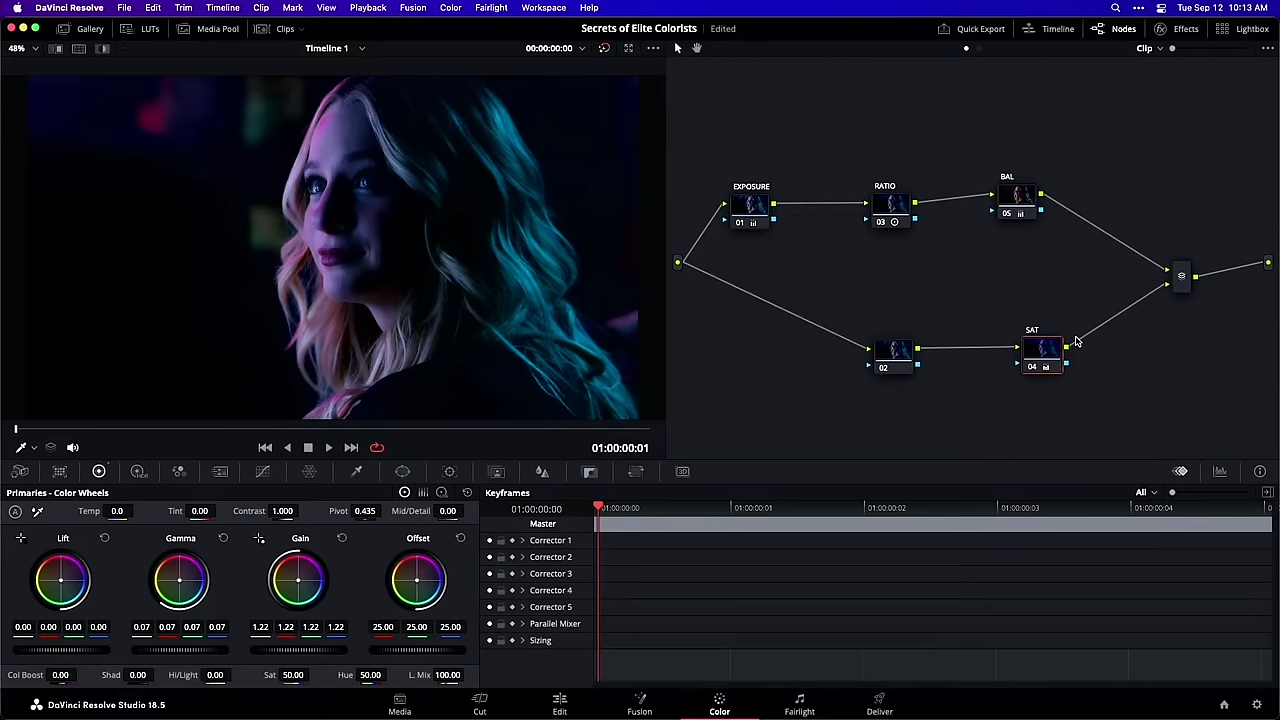 DaVinci Resolve File Edit Trim Timeline Clip Mark View Playback Fusion Color Fairlight Workspace Help Tue Sep 12 10:13 AM
Gallery LUTs Media Pool Clips Secrets of Elite Colorists Edited Quick Export Timeline Nodes Effects Lightbox
48% Timeline 1 00:00:00:00 Clip
EXPOSURE
01
RATIO
03
BAL
05
02
SAT
04
01:00:00:01
Primaries - Color Wheels
Temp 0.0 Tint 0.00 Contrast 1.000 Pivot 0.435 Mid/Detail 0.00
Lift Gamma Gain Offset
0.00 0.00 0.00 0.00 0.07 0.07 0.07 0.07 1.22 1.22 1.22 1.22 25.00 25.00 25.00
Col Boost 0.00 Shad 0.00 Hi/Light 0.00 Sat 50.00 Hue 50.00 L. Mix 100.00
Keyframes All
01:00:00:00 01:00:00:00 01:00:00:01 01:00:00:02 01:00:00:03 01:00:00:04
Master
Corrector 1
Corrector 2
Corrector 3
Corrector 4
Corrector 5
Parallel Mixer
Sizing
DaVinci Resolve Studio 18.5 Media Cut Edit Fusion Color Fairlight Deliver